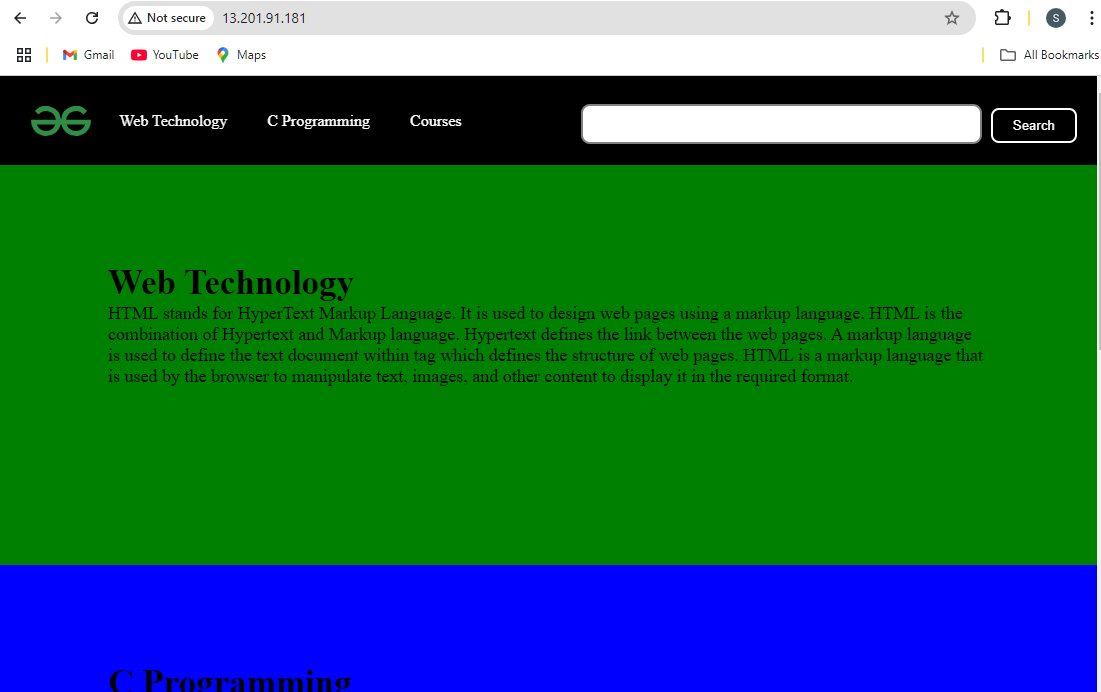 Not secure 13.201.91.181 S
Gmail YouTube Maps All Bookmarks
Web Technology C Programming Courses Search
Web Technology
HTML stands for HyperText Markup Language. It is used to design web pages using a markup language. HTML is the
combination of Hypertext and Markup language. Hypertext defines the link between the web pages. A markup language
is used to define the text document within tag which defines the structure of web pages. HTML is a markup language that
is used by the browser to manipulate text, images, and other content to display it in the required format.
C Programming